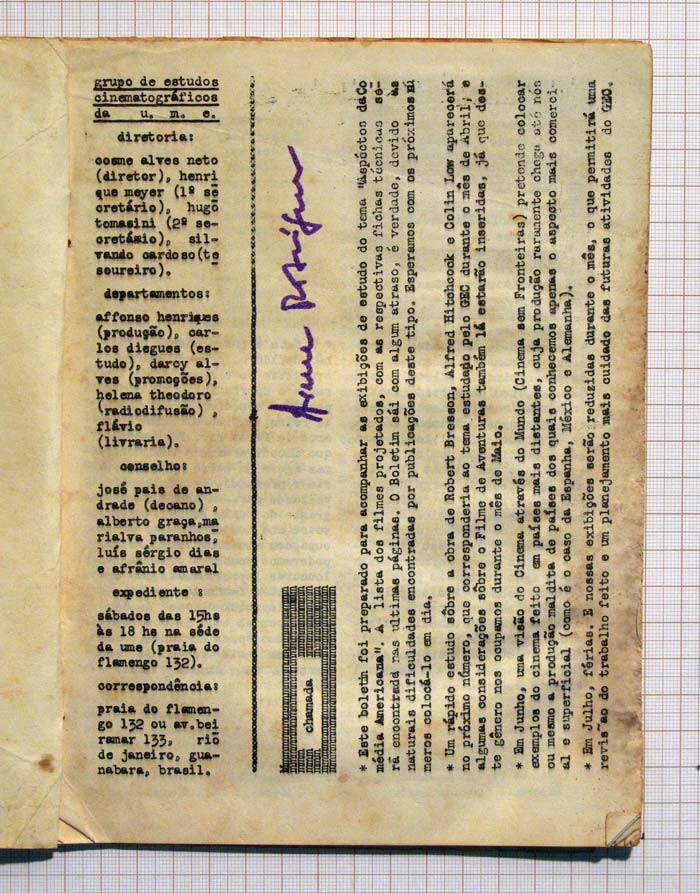 grupo de estudos
cinematográficos
da u. m. e.
diretoria:
cosme alves neto
(diretor), henri
que meyer (1º se
cretário), hugo
tomasini (2º se-
cretáaio), sil-
vando cardoso(te
soureiro).
departamentos:
affonso henriques
(produção), car-
los diegues (es-
tudo), darcy al-
ves (promoções),
helena theodoro
(radiodifusão) ,
flávio
(livraria).
conselho:
josé pais de an-
drade (decano) ,
alberto graça,ma
rialva paranhos,
luís sérgio dias
e afrânio amaral
expediente :
sábados das 15hs
às 18 hs na séde
da ume (praia do
flamengo 132).
correspondência:
praia do flamen-
go 132 ou av.bei
ramar 133, rio
de janeiro, gua-
nabara, brasil.
chamada
* Este boletim foi preparado para acompanhar as exibições de estudo do tema "Aspéctos daCo
média Americana". A lista dos filmes projetados, com as respectivas fichas técnicas se-
rá encontrada nas ultimas páginas. O Boletim sái com algum atraso, é verdade, devido às
naturais dificuldades encontradas por publicações deste tipo. Esperamos com os próximos nú
meros colocá-lo em dia.
* Um rápido estudo sôbre a obra de Robert Bresson, Alfred Hitchcock e Colin Low aparecerá
no próximo número, que corresponderia ao tema estudado pelo GEC durante o mês de Abril, e
algumas considerações sôbre o Filme de Aventuras também lá estarão inseridas, já que des-
te gênero nos ocupamos durante o mês de Maio.
* Em Junho, uma visão do Cinema através do Mundo (Cinema sem Fronteiras) pretende colocar
exemplos do cinema feito em países mais distantes, cuja produção raramente chega até nós
ou mesmo a produção maldita de países dos quais conhecemos apenas o aspecto mais comerci-
al e superficial (como é o caso da Espanha, México e Alemanha).
* Em Julho, férias. E nossas exibições serão reduzidas durante o mês, o que permitirá uma
revisão do trabalho feito e um planejamento mais cuidado das futuras atividades do GEC.